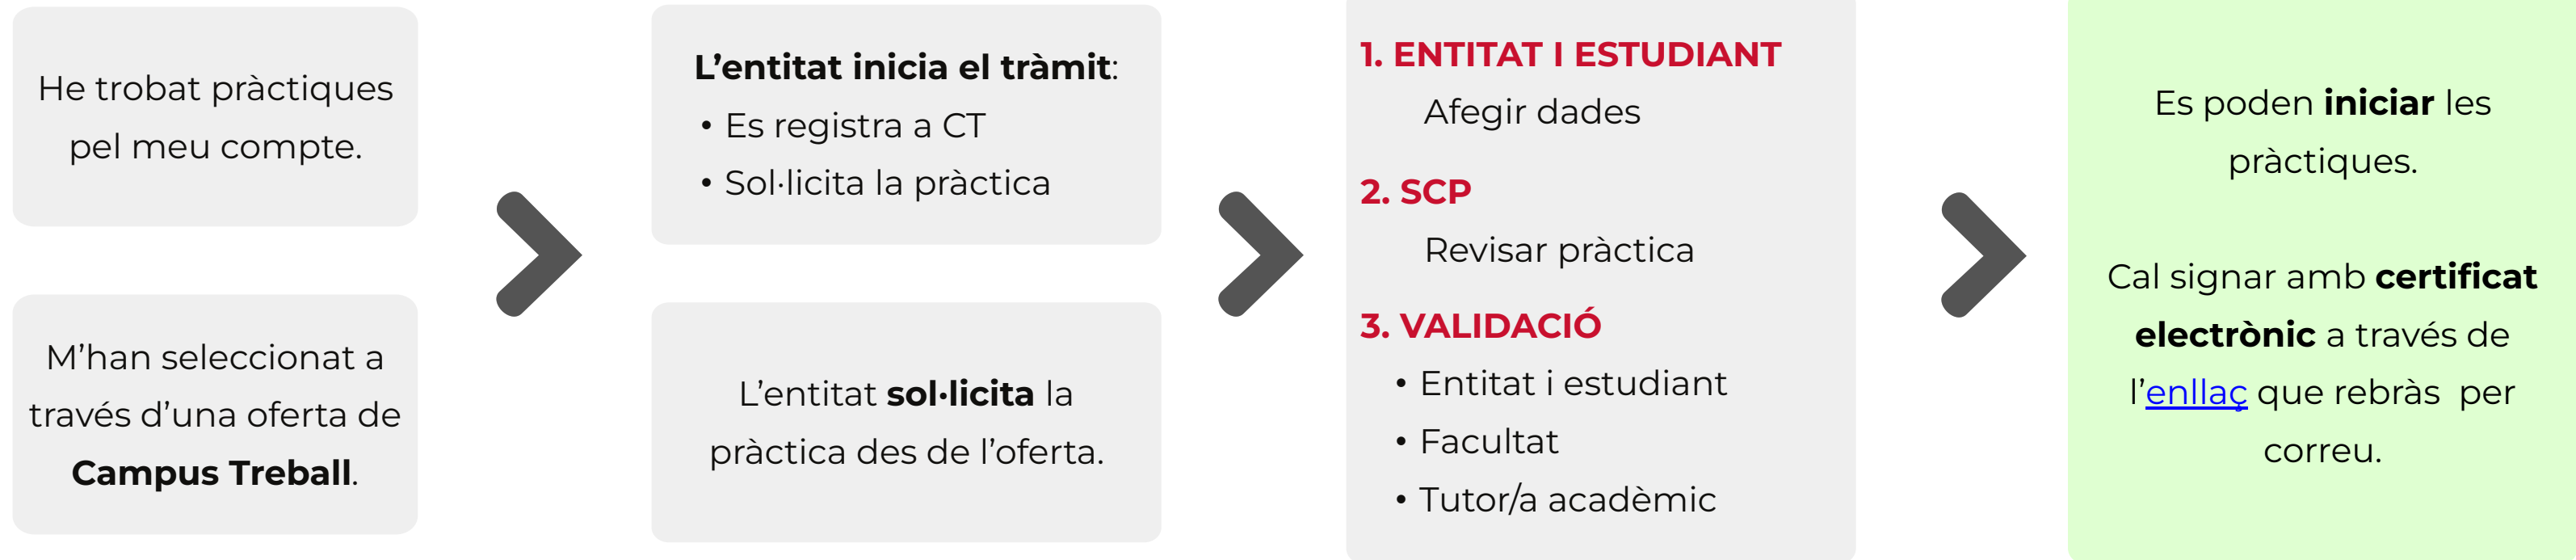 He trobat pràctiques
pel meu compte.
M’han seleccionat a
través d’una oferta de
Campus Treball.
L’entitat inicia el tràmit:
• Es registra a CT
• Sol·licita la pràctica
L’entitat sol·licita la
pràctica des de l’oferta.
1. ENTITAT I ESTUDIANT
Afegir dades
2. SCP
Revisar pràctica
3. VALIDACIÓ
• Entitat i estudiant
• Facultat
• Tutor/a acadèmic
Es poden iniciar les
pràctiques.
Cal signar amb certificat
electrònic a través de
l’enllaç que rebràs  per
correu.